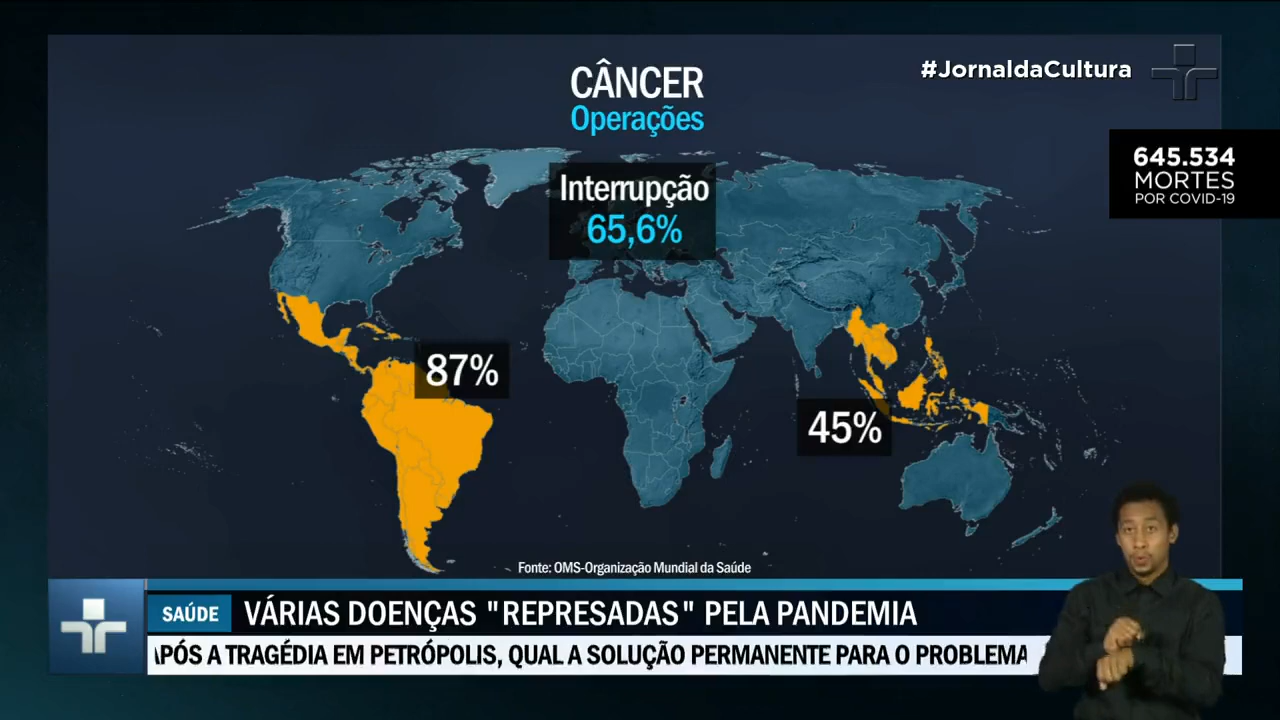 #JornaldaCultura
CÂNCER
Operações
Interrupção
65,6%
645.534
MORTES
POR COVID-19
87%
45%
Fonte: OMS-Organização Mundial da Saúde
SAÚDE
VÁRIAS DOENÇAS "REPRESADAS" PELA PANDEMIA
APÓS A TRAGÉDIA EM PETRÓPOLIS, QUAL A SOLUÇÃO PERMANENTE PARA O PROBLEMA